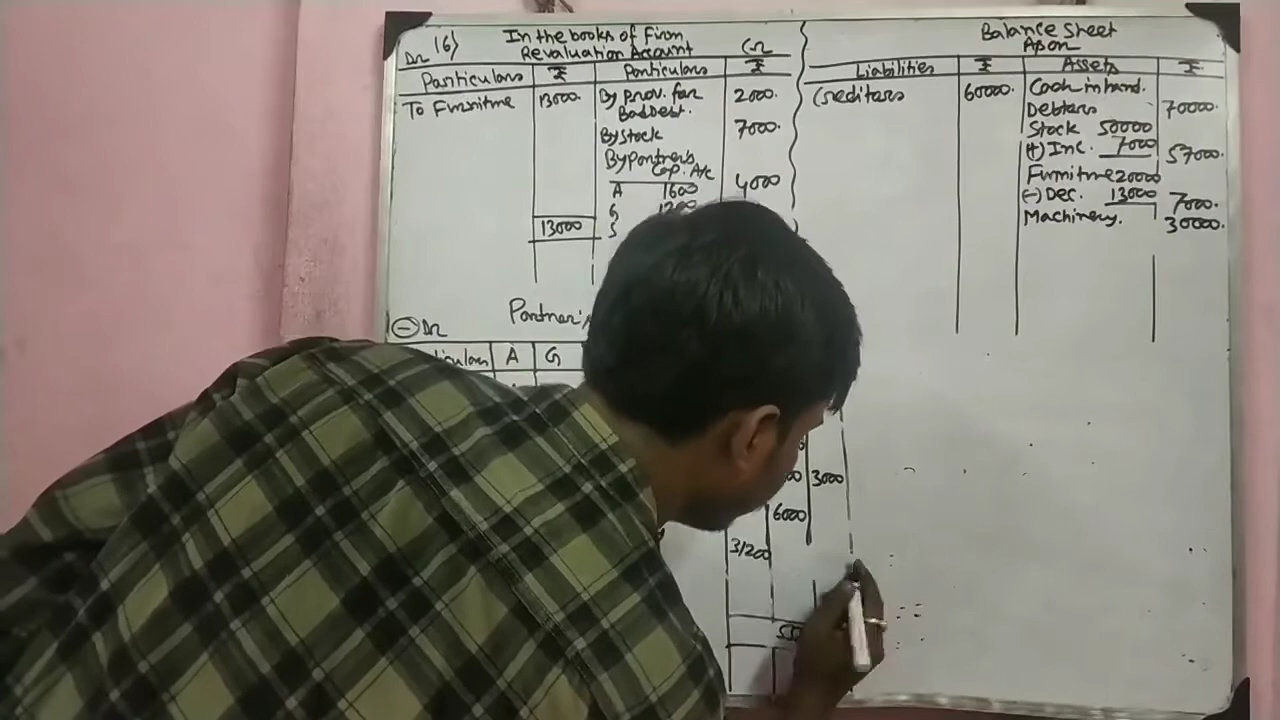 16) In the books of Firm
Dr Revaluation Account Cr
Particulars ₹ Particulars ₹
To Furniture 13000. By prov. for 2000.
Bad Debt.
By stock 7000.
By partner's
Cap. A/c 4000
A 1600
G 1200
13000 S
Balance Sheet
As on
Liabilities ₹ Assets ₹
Creditors 60000. Cash in hand.
Debtors 70000.
Stock 50000
(+) Inc. 7000 57000.
Furniture 20000
(-) Dec. 13000 7000.
Machinery. 30000.
⊖ Dr Partner's
A G
3000
6000
31200